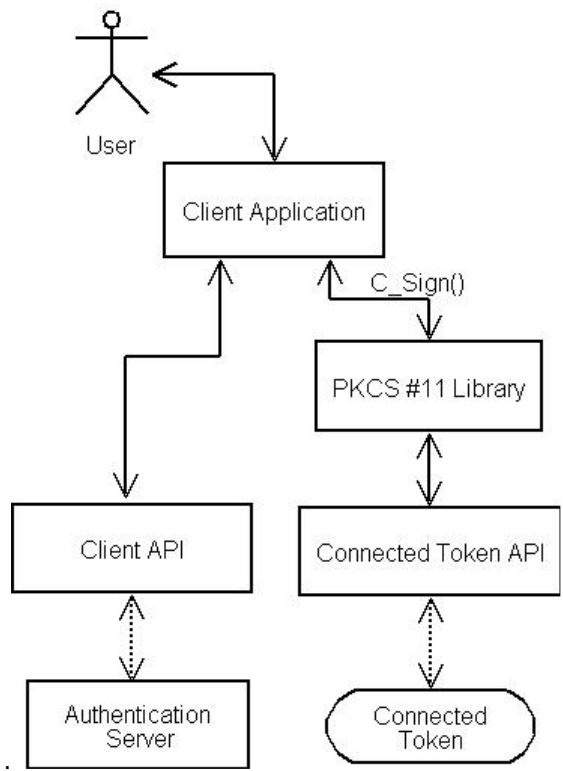 User
Client Application
C_Sign()
PKCS #11 Library
Client API
Connected Token API
Authentication
Server
Connected
Token
.